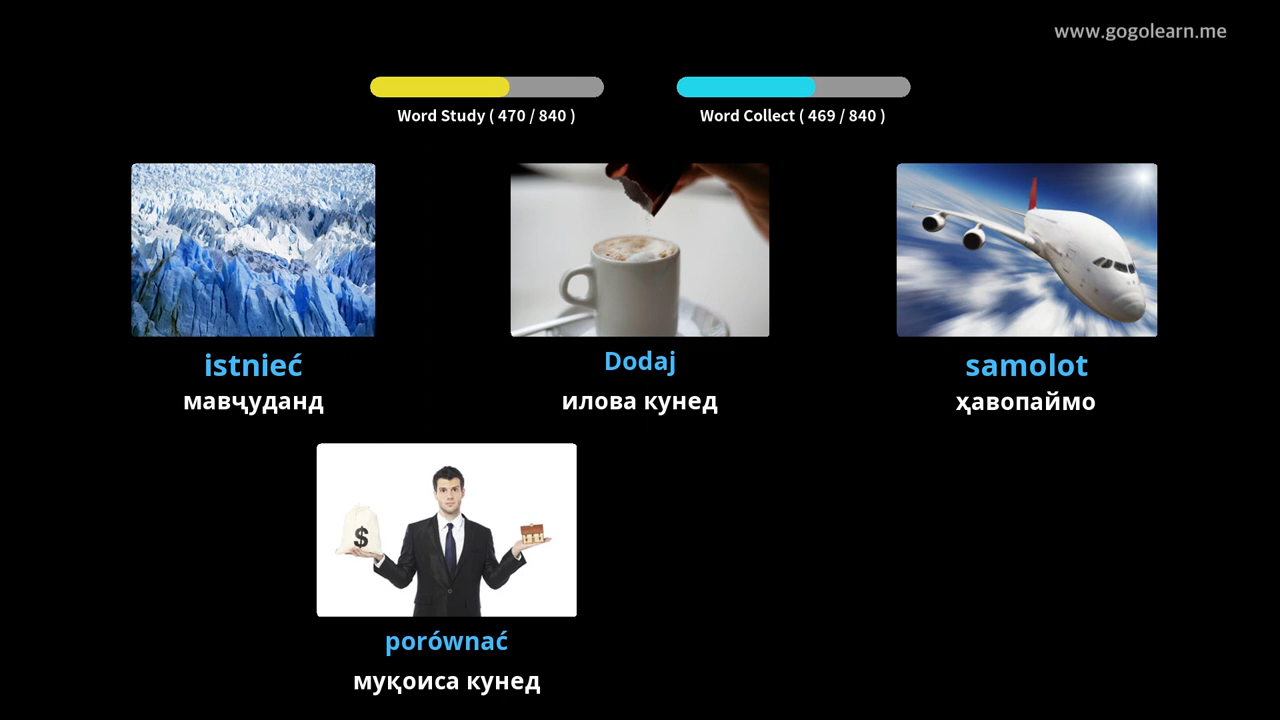 www.gogolearn.me
Word Study ( 470 / 840 )
Word Collect ( 469 / 840 )
istnieć
мавҷуданд
Dodaj
илова кунед
samolot
ҳавопаймо
$
porównać
муқоиса кунед